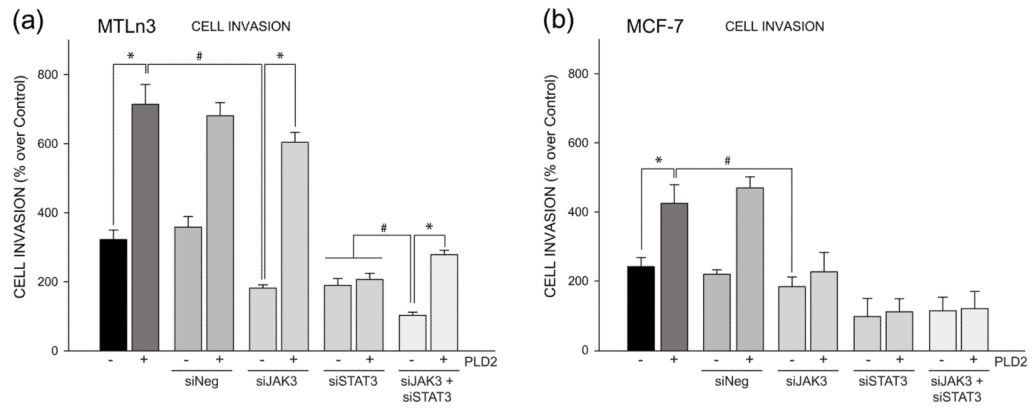 (a) MTLn3 CELL INVASION
CELL INVASION (% over Control)
800
600
400
200
0
* # *
# *
- + - + - + - + - + PLD2
siNeg siJAK3 siSTAT3 siJAK3 +
siSTAT3
(b) MCF-7 CELL INVASION
CELL INVASION (% over Control)
800
600
400
200
0
* #
- + - + - + - + - + PLD2
siNeg siJAK3 siSTAT3 siJAK3 +
siSTAT3